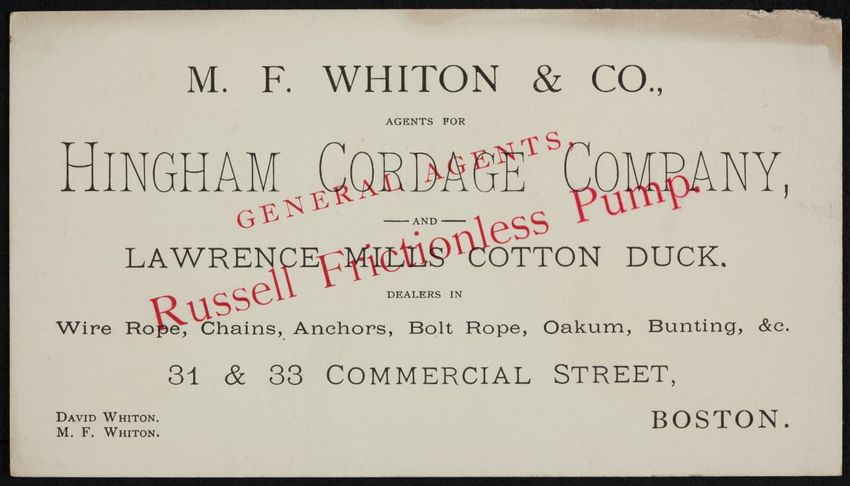 M. F. WHITON & CO.,
AGENTS FOR
HINGHAM CORDAGE COMPANY,
GENERAL AGENTS,
AND
Russell Frictionless Pump.
LAWRENCE MILLS COTTON DUCK.
DEALERS IN
Wire Rope, Chains, Anchors, Bolt Rope, Oakum, Bunting, &c.
31 & 33 COMMERCIAL STREET,
DAVID WHITON.
M. F. WHITON.
BOSTON.